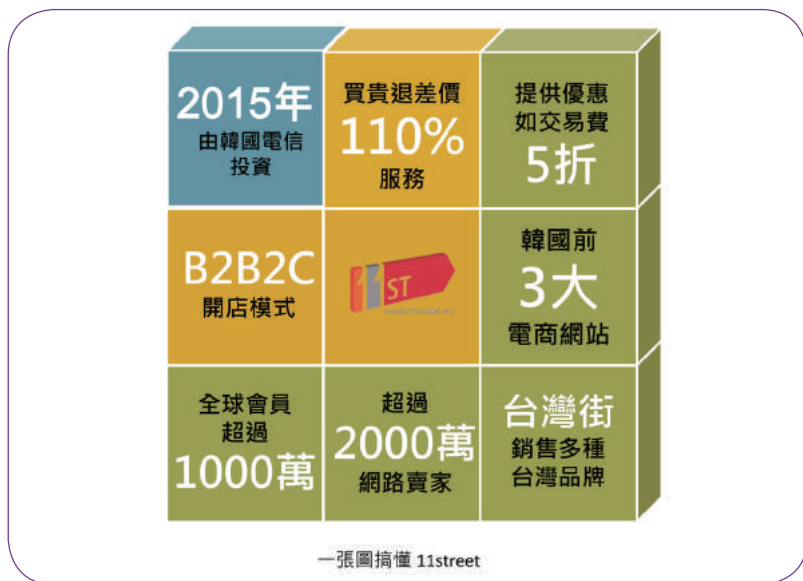 2015年
由韓國電信
投資
買貴退差價
110%
服務
提供優惠
如交易費
5折
B2B2C
開店模式
11ST
韓國前
3大
電商網站
全球會員
超過
1000萬
超過
2000萬
網路賣家
台灣街
銷售多種
台灣品牌
一張圖搞懂 11street